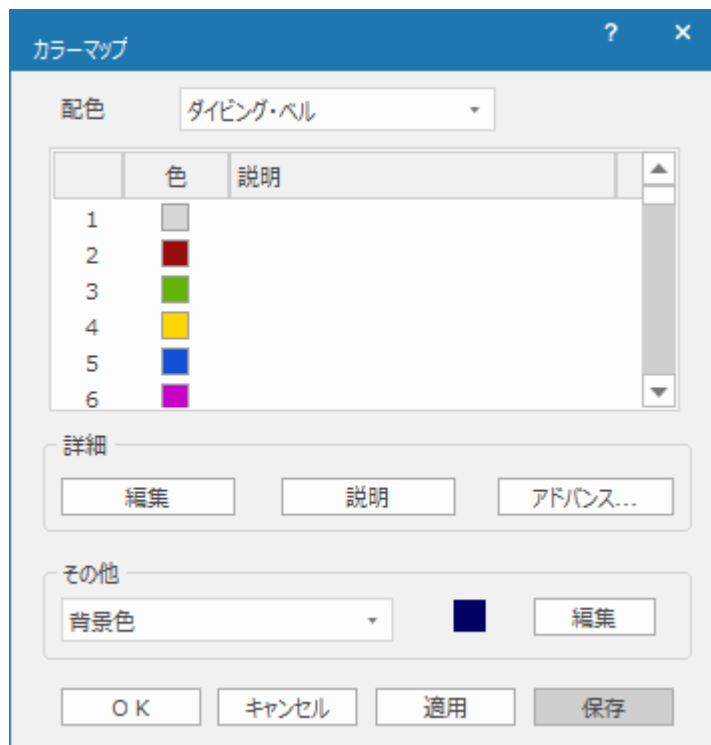 カラーマップ ? ×
配色 ダイビング・ベル
色 説明
1
2
3
4
5
6
詳細
編集 説明 アドバンス...
その他
背景色 編集
OK キャンセル 適用 保存